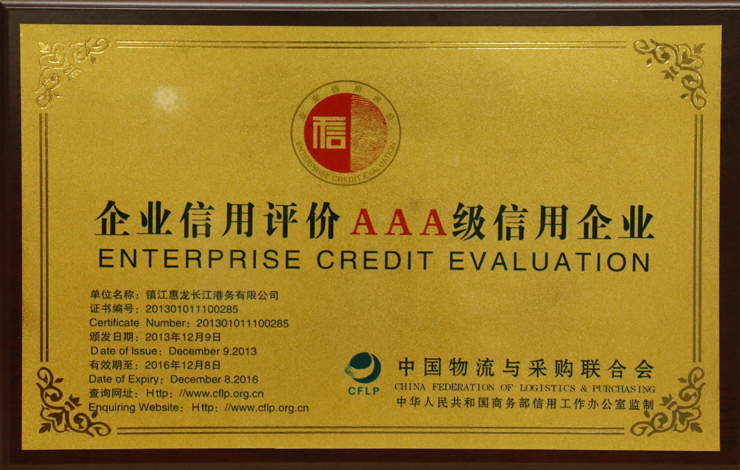 企业信用评价
信
ENTERPRISE CREDIT EVALUATION
企业信用评价AAA级信用企业
ENTERPRISE CREDIT EVALUATION
单位名称：镇江惠龙长江港务有限公司
证书编号：201301011100285
Certificate Number：201301011100285
颁发日期：2013年12月9日
Date of Issue：December 9.2013
有效期至：2016年12月8日
Date of Expiry：December 8.2016
查询网址：Http：//www.cflp.org.cn
Enquiring Website：Http：//www.cflp.org.cn
CFLP
中国物流与采购联合会
CHINA FEDERATION OF LOGISTICS & PURCHASING
中华人民共和国商务部信用工作办公室监制